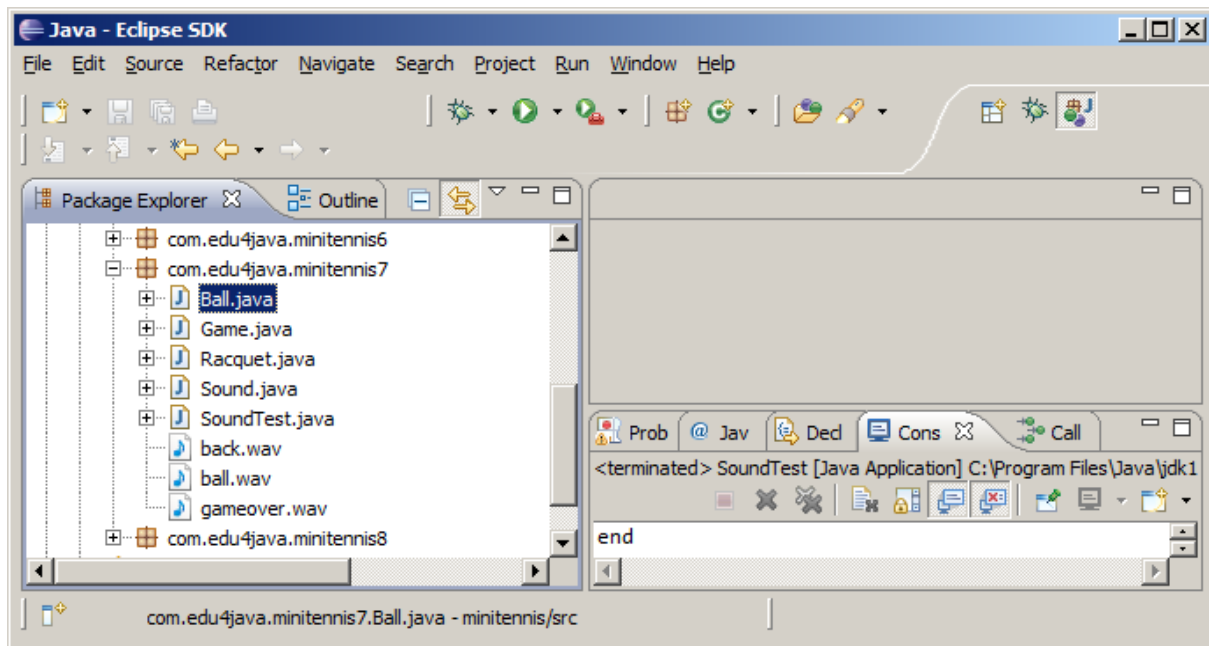 Java - Eclipse SDK
File Edit Source Refactor Navigate Search Project Run Window Help
Package Explorer Outline
com.edu4java.minitennis6
com.edu4java.minitennis7
Ball.java
Game.java
Racquet.java
Sound.java
SoundTest.java
back.wav
ball.wav
gameover.wav
com.edu4java.minitennis8
Prob @ Jav Decl Cons Call
<terminated> SoundTest [Java Application] C:\Program Files\Java\jdk1
end
com.edu4java.minitennis7.Ball.java - minitennis/src